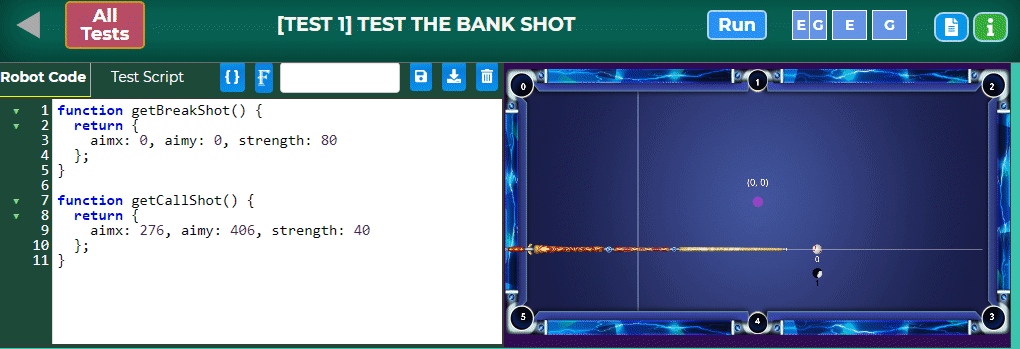 All
Tests
[TEST 1] TEST THE BANK SHOT
Run
E G
E
G
Robot Code
Test Script
{}
F
1 function getBreakShot() {
2 return {
3 aimx: 0, aimy: 0, strength: 80
4 };
5 }
6
7 function getCallShot() {
8 return {
9 aimx: 276, aimy: 406, strength: 40
10 };
11 }
0
1
2
(0, 0)
0
1
5
4
3